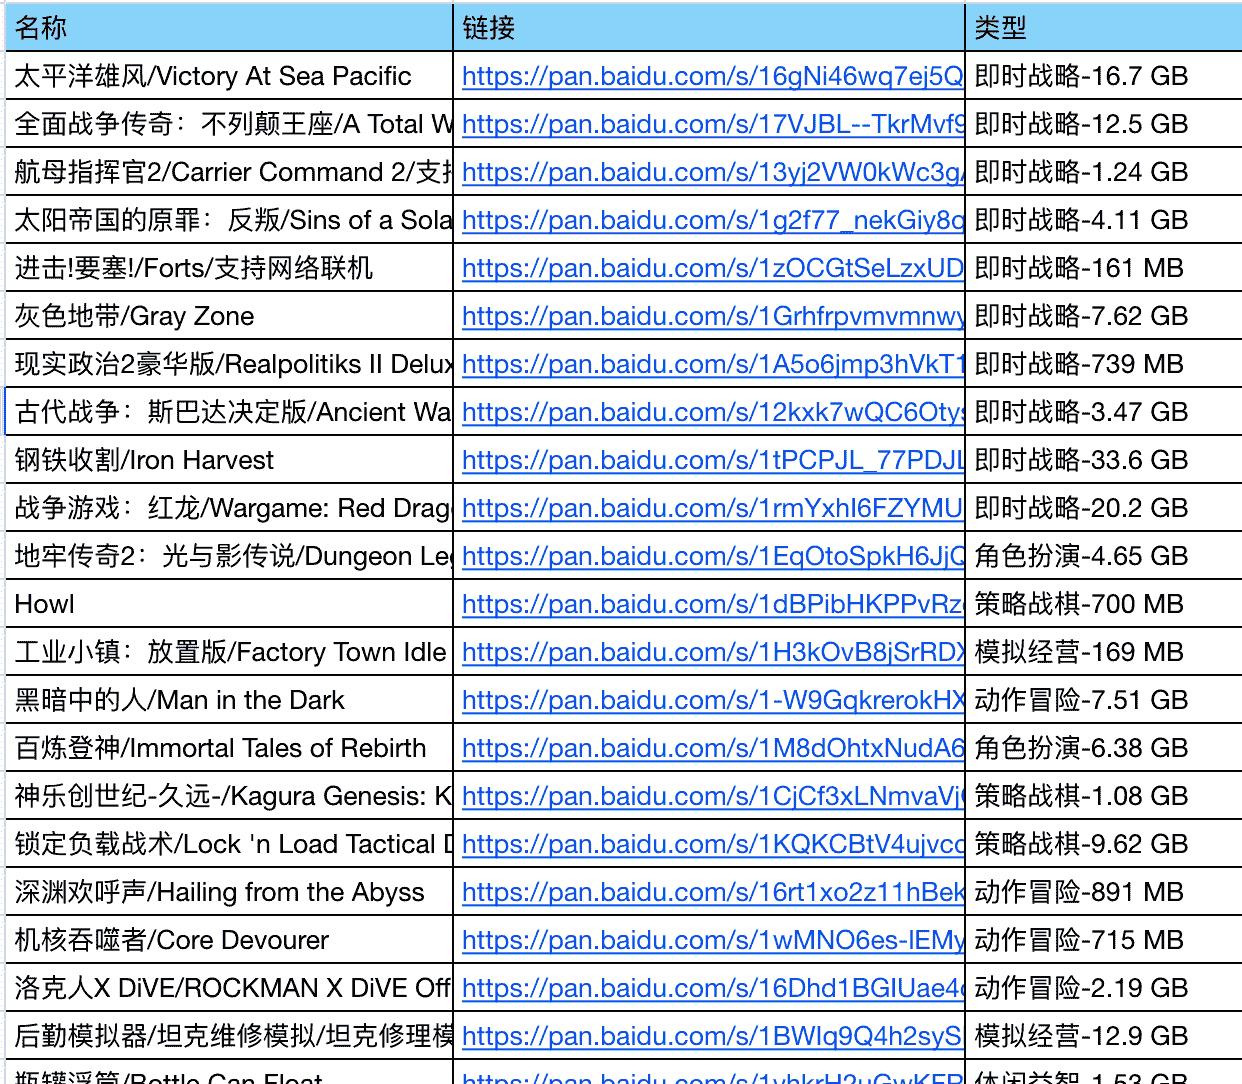 名称 链接 类型
太平洋雄风/Victory At Sea Pacific https://pan.baidu.com/s/16gNi46wq7ej5Q 即时战略-16.7 GB
全面战争传奇：不列颠王座/A Total W https://pan.baidu.com/s/17VJBL--TkrMvf9 即时战略-12.5 GB
航母指挥官2/Carrier Command 2/支持 https://pan.baidu.com/s/13yj2VW0kWc3g 即时战略-1.24 GB
太阳帝国的原罪：反叛/Sins of a Sola https://pan.baidu.com/s/1g2f77_nekGiy8 即时战略-4.11 GB
进击!要塞!/Forts/支持网络联机 https://pan.baidu.com/s/1zOCGtSeLzxUD 即时战略-161 MB
灰色地带/Gray Zone https://pan.baidu.com/s/1Grhfrpvmvmnwy 即时战略-7.62 GB
现实政治2豪华版/Realpolitiks II Delux https://pan.baidu.com/s/1A5o6jmp3hVkT1 即时战略-739 MB
古代战争：斯巴达决定版/Ancient Wa https://pan.baidu.com/s/12kxk7wQC6Otys 即时战略-3.47 GB
钢铁收割/Iron Harvest https://pan.baidu.com/s/1tPCPJL_77PDJL 即时战略-33.6 GB
战争游戏：红龙/Wargame: Red Drag https://pan.baidu.com/s/1rmYxhI6FZYMU 即时战略-20.2 GB
地牢传奇2：光与影传说/Dungeon Leg https://pan.baidu.com/s/1EqOtoSpkH6JjQ 角色扮演-4.65 GB
Howl https://pan.baidu.com/s/1dBPibHKPPvRz 策略战棋-700 MB
工业小镇：放置版/Factory Town Idle https://pan.baidu.com/s/1H3kOvB8jSrRDX 模拟经营-169 MB
黑暗中的人/Man in the Dark https://pan.baidu.com/s/1-W9GqkrerokHX 动作冒险-7.51 GB
百炼登神/Immortal Tales of Rebirth https://pan.baidu.com/s/1M8dOhtxNudA6 角色扮演-6.38 GB
神乐创世纪-久远-/Kagura Genesis: K https://pan.baidu.com/s/1CjCf3xLNmvaVj 策略战棋-1.08 GB
锁定负载战术/Lock 'n Load Tactical D https://pan.baidu.com/s/1KQKCBtV4ujvcc 策略战棋-9.62 GB
深渊欢呼声/Hailing from the Abyss https://pan.baidu.com/s/16rt1xo2z11hBek 动作冒险-891 MB
机核吞噬者/Core Devourer https://pan.baidu.com/s/1wMNO6es-lEMy 动作冒险-715 MB
洛克人X DiVE/ROCKMAN X DiVE Off https://pan.baidu.com/s/16Dhd1BGIUae4 动作冒险-2.19 GB
后勤模拟器/坦克维修模拟/坦克修理模 https://pan.baidu.com/s/1BWIq9Q4h2syS 模拟经营-12.9 GB
瓶罐浮筒/Bottle Can Float 休闲益智-1.53 GB